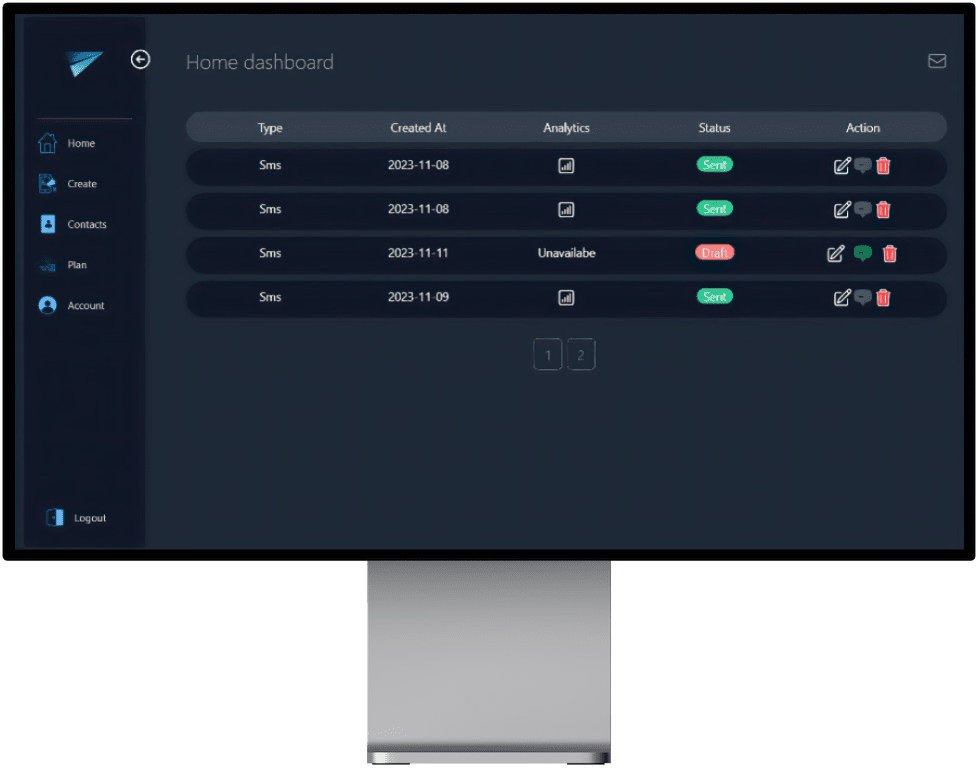 Home dashboard
Home
Create
Contacts
Plan
Account
Logout
Type Created At Analytics Status Action
Sms 2023-11-08 Sent
Sms 2023-11-08 Sent
Sms 2023-11-11 Unavailabe Draft
Sms 2023-11-09 Sent
1 2